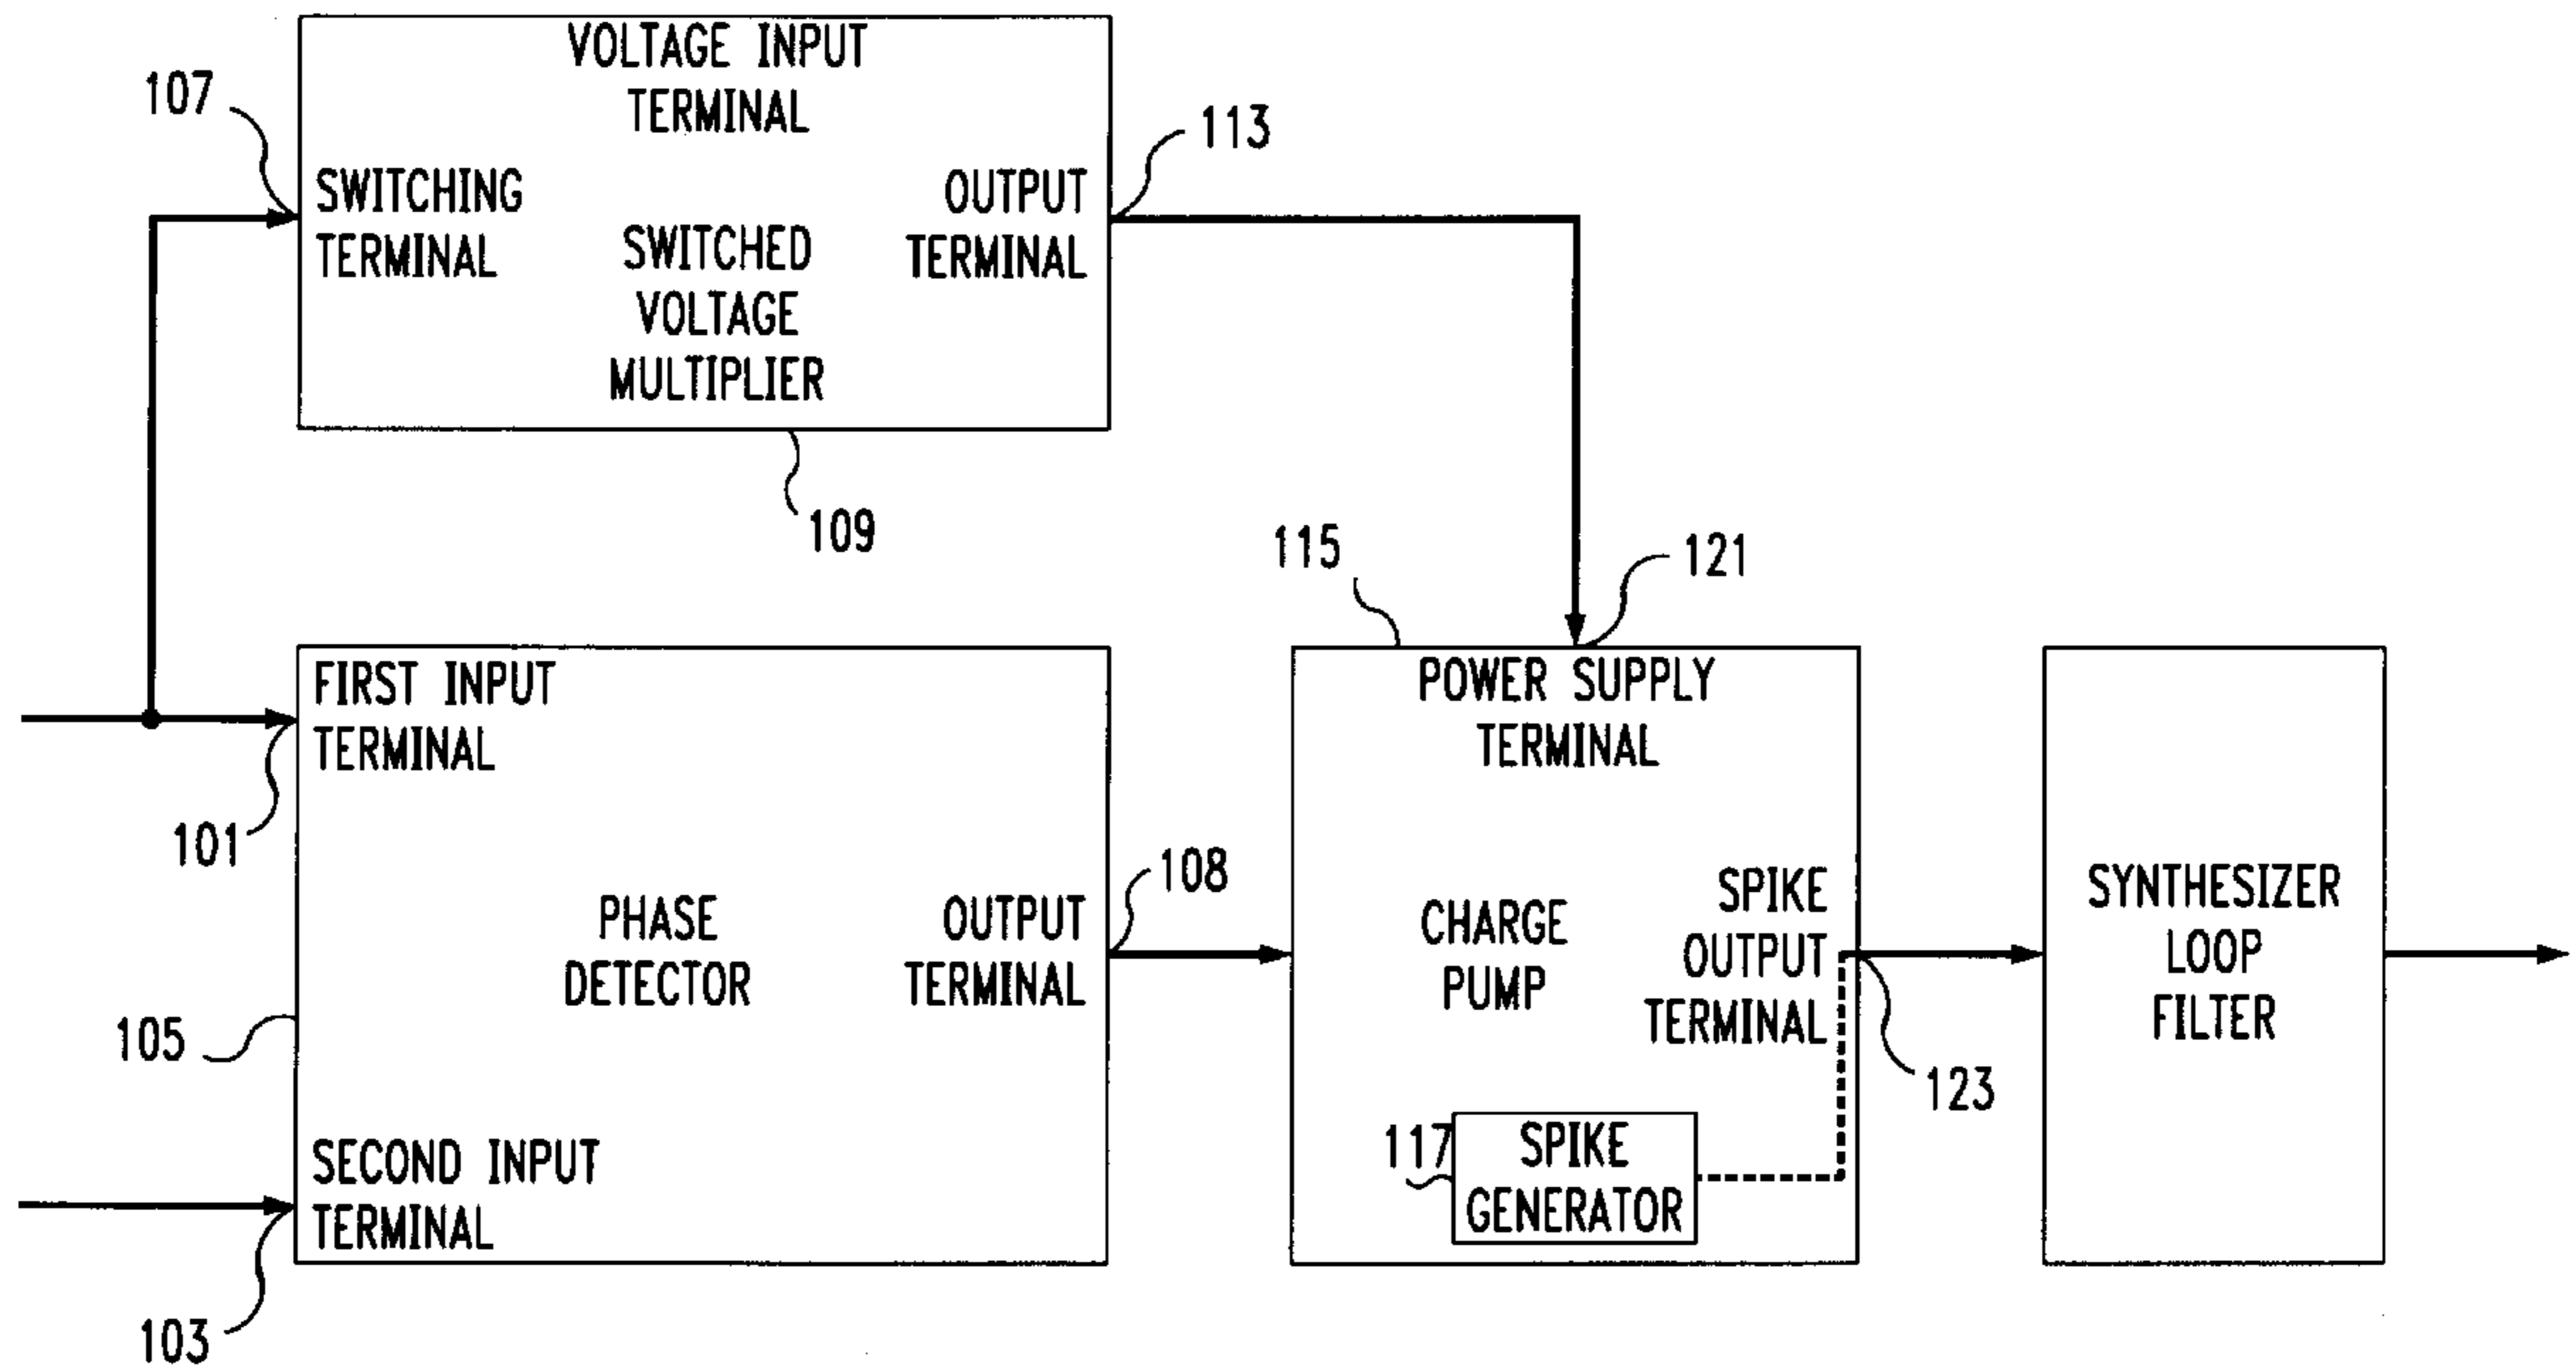 VOLTAGE INPUT
TERMINAL
107
SWITCHING
TERMINAL
SWITCHED
VOLTAGE
MULTIPLIER
OUTPUT
TERMINAL
113
109
115
121
FIRST INPUT
TERMINAL
101
PHASE
DETECTOR
OUTPUT
TERMINAL
108
105
SECOND INPUT
TERMINAL
103
POWER SUPPLY
TERMINAL
CHARGE
PUMP
SPIKE
OUTPUT
TERMINAL
123
117
SPIKE
GENERATOR
SYNTHESIZER
LOOP
FILTER